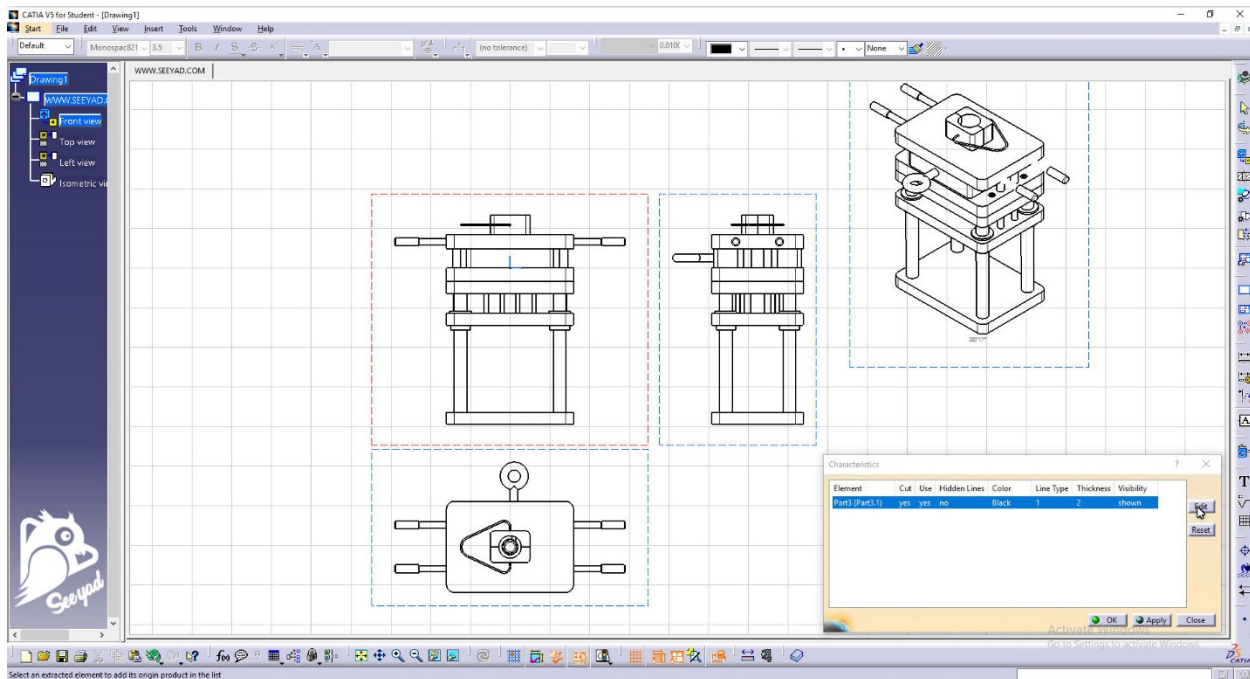 CATIA V5 for Student - [Drawing1]
Start File Edit View Insert Tools Window Help
Default Monospac821 3.5 B I S S (no tolerance) 0.010( None
Drawing1
WWW.SEEYAD.COM
WWW.SEEYAD.
Front view
Top view
Left view
Isometric vi
Characteristics ? X
Element Cut Use Hidden Lines Color Line Type Thickness Visibility
Part3 (Part3.1) yes yes no Black 1 2 shown
Edit
Reset
OK Apply Close
Activate Windows
Go to Settings to activate Windows.
Seeyad
f(x)
CATIA
Select an extracted element to add its origin product in the list